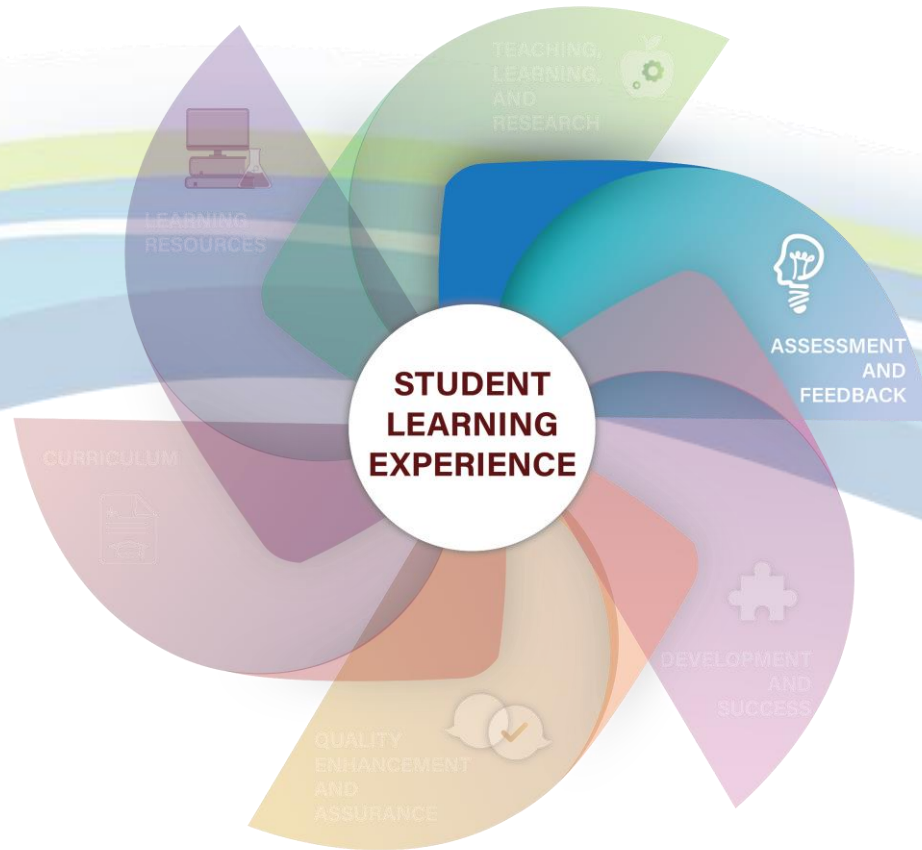 TEACHING,
LEARNING,
AND
RESEARCH
LEARNING
RESOURCES
ASSESSMENT
AND
FEEDBACK
STUDENT
LEARNING
EXPERIENCE
CURRICULUM
DEVELOPMENT
AND
SUCCESS
QUALITY
ENHANCEMENT
AND
ASSURANCE